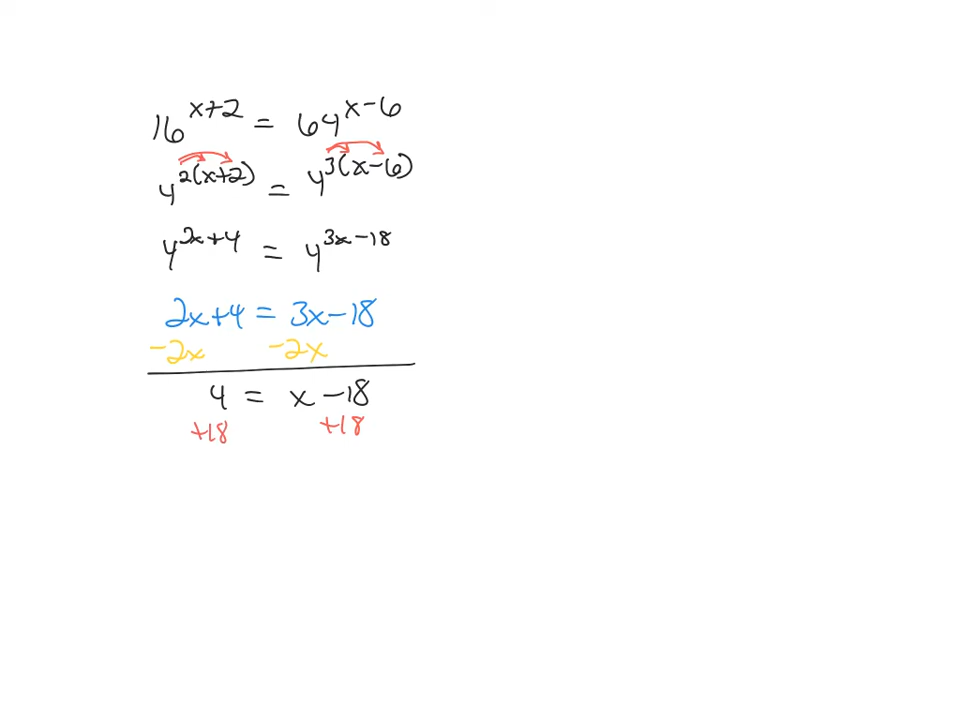 16^(x+2) = 64^(x-6)
4^(2(x+2)) = 4^(3(x-6))
4^(2x+4) = 4^(3x-18)
2x+4 = 3x-18
-2x -2x
4 = x-18
+18 +18